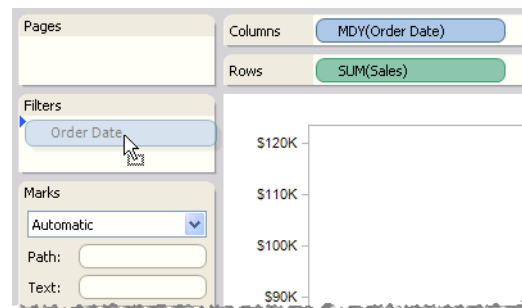 Pages
Columns
MDY(Order Date)
Rows
SUM(Sales)
Filters
Order Date
Marks
Automatic
Path:
Text:
$120K
$110K
$100K
$90K